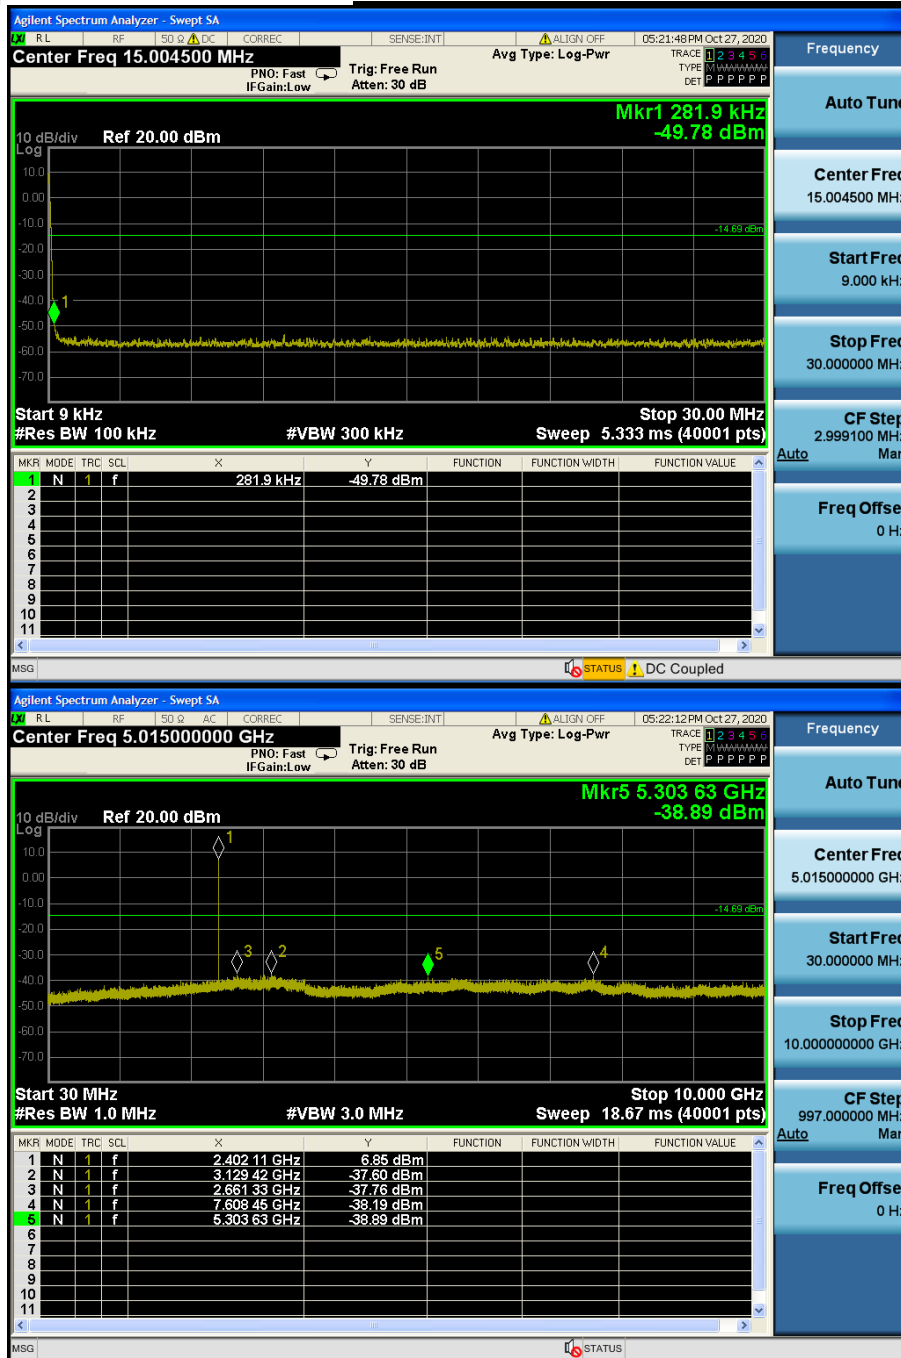 Agilent Spectrum Analyzer - Swept SA
LXI RL RF 50 Ω DC CORREC SENSE:INT ALIGN OFF 05:21:48 PM Oct 27, 2020
Center Freq 15.004500 MHz
PNO: Fast
IFGain:Low
Trig: Free Run
Atten: 30 dB
Avg Type: Log-Pwr
TRACE 1 2 3 4 5 6
TYPE M WWWWW
DET P P P P P P
Mkr1 281.9 kHz
-49.78 dBm
10 dB/div Ref 20.00 dBm
Log
10.0
0.00
-10.0
-14.69 dBm
-20.0
-30.0
-40.0
1
-50.0
-60.0
-70.0
Start 9 kHz Stop 30.00 MHz
#Res BW 100 kHz #VBW 300 kHz Sweep 5.333 ms (40001 pts)
MKR MODE TRC SCL X Y FUNCTION FUNCTION WIDTH FUNCTION VALUE
1 N 1 f 281.9 kHz -49.78 dBm
2
3
4
5
6
7
8
9
10
11
MSG STATUS DC Coupled
Frequency
Auto Tune
Center Freq
15.004500 MHz
Start Freq
9.000 kHz
Stop Freq
30.000000 MHz
CF Step
2.999100 MHz
Auto Man
Freq Offse
0 Hz
Agilent Spectrum Analyzer - Swept SA
LXI RL RF 50 Ω AC CORREC SENSE:INT ALIGN OFF 05:22:12 PM Oct 27, 2020
Center Freq 5.015000000 GHz
PNO: Fast
IFGain:Low
Trig: Free Run
Atten: 30 dB
Avg Type: Log-Pwr
TRACE 1 2 3 4 5 6
TYPE M WWWWW
DET P P P P P P
Mkr5 5.303 63 GHz
-38.89 dBm
10 dB/div Ref 20.00 dBm
Log
1
10.0
0.00
-10.0
-14.69 dBm
-20.0
3 2 5 4
-30.0
-40.0
-50.0
-60.0
-70.0
Start 30 MHz Stop 10.000 GHz
#Res BW 1.0 MHz #VBW 3.0 MHz Sweep 18.67 ms (40001 pts)
MKR MODE TRC SCL X Y FUNCTION FUNCTION WIDTH FUNCTION VALUE
1 N 1 f 2.402 11 GHz 6.85 dBm
2 N 1 f 3.129 42 GHz -37.60 dBm
3 N 1 f 2.661 33 GHz -37.76 dBm
4 N 1 f 7.608 45 GHz -38.19 dBm
5 N 1 f 5.303 63 GHz -38.89 dBm
6
7
8
9
10
11
MSG STATUS
Frequency
Auto Tune
Center Freq
5.015000000 GHz
Start Freq
30.000000 MHz
Stop Freq
10.000000000 GHz
CF Step
997.000000 MHz
Auto Man
Freq Offse
0 Hz